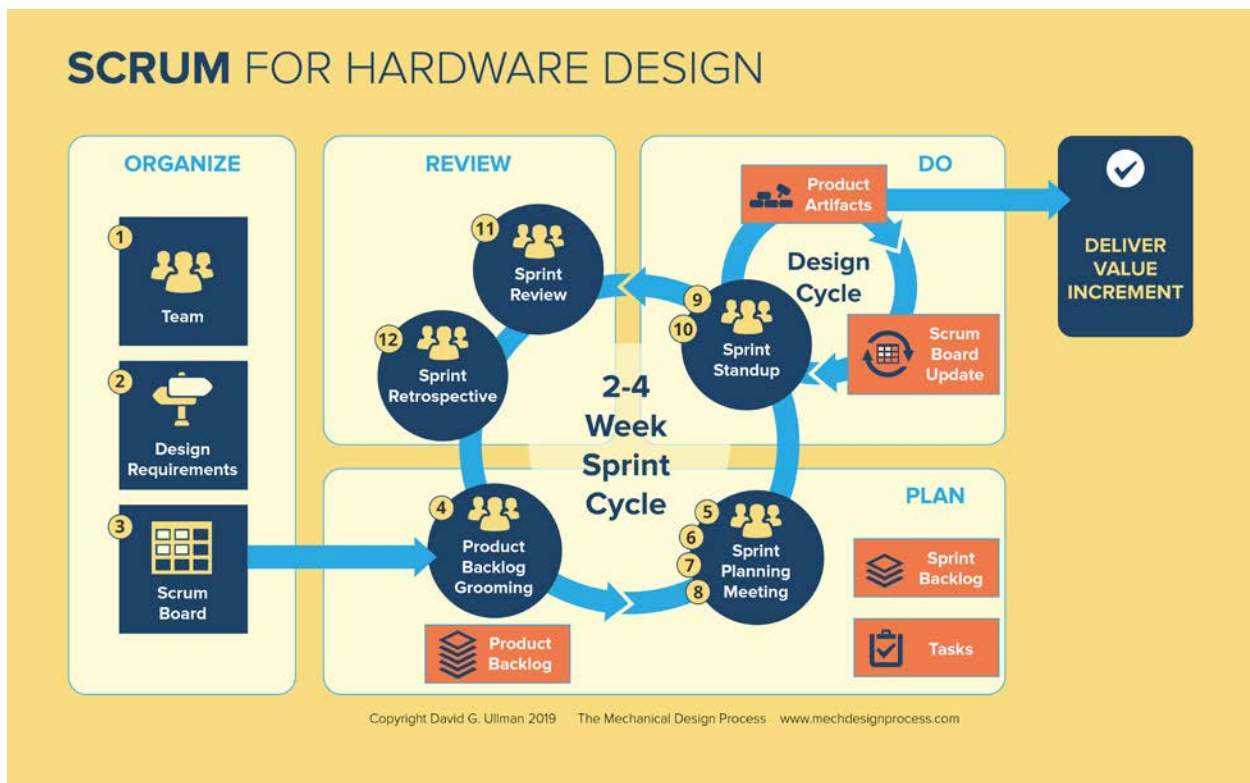 SCRUM FOR HARDWARE DESIGN
ORGANIZE
1
Team
2
Design
Requirements
3
Scrum
Board
REVIEW
11
Sprint
Review
12
Sprint
Retrospective
DO
Product
Artifacts
Design
Cycle
9
10
Sprint
Standup
Scrum
Board
Update
DELIVER
VALUE
INCREMENT
2-4
Week
Sprint
Cycle
PLAN
4
Product
Backlog
Grooming
Product
Backlog
5
6
7
8
Sprint
Planning
Meeting
Sprint
Backlog
Tasks
Copyright David G. Ullman 2019 The Mechanical Design Process www.mechdesignprocess.com